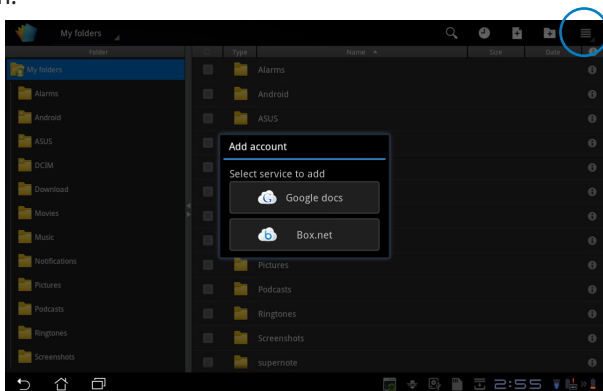 n.
My folders
Folder
Type
Name
Size
Date
My folders
Alarms
Android
ASUS
DCIM
Download
Movies
Music
Notifications
Pictures
Podcasts
Ringtones
Screenshots
Alarms
Android
ASUS
Add account
Select service to add
Google docs
Box.net
Pictures
Podcasts
Ringtones
Screenshots
supernote
2:55